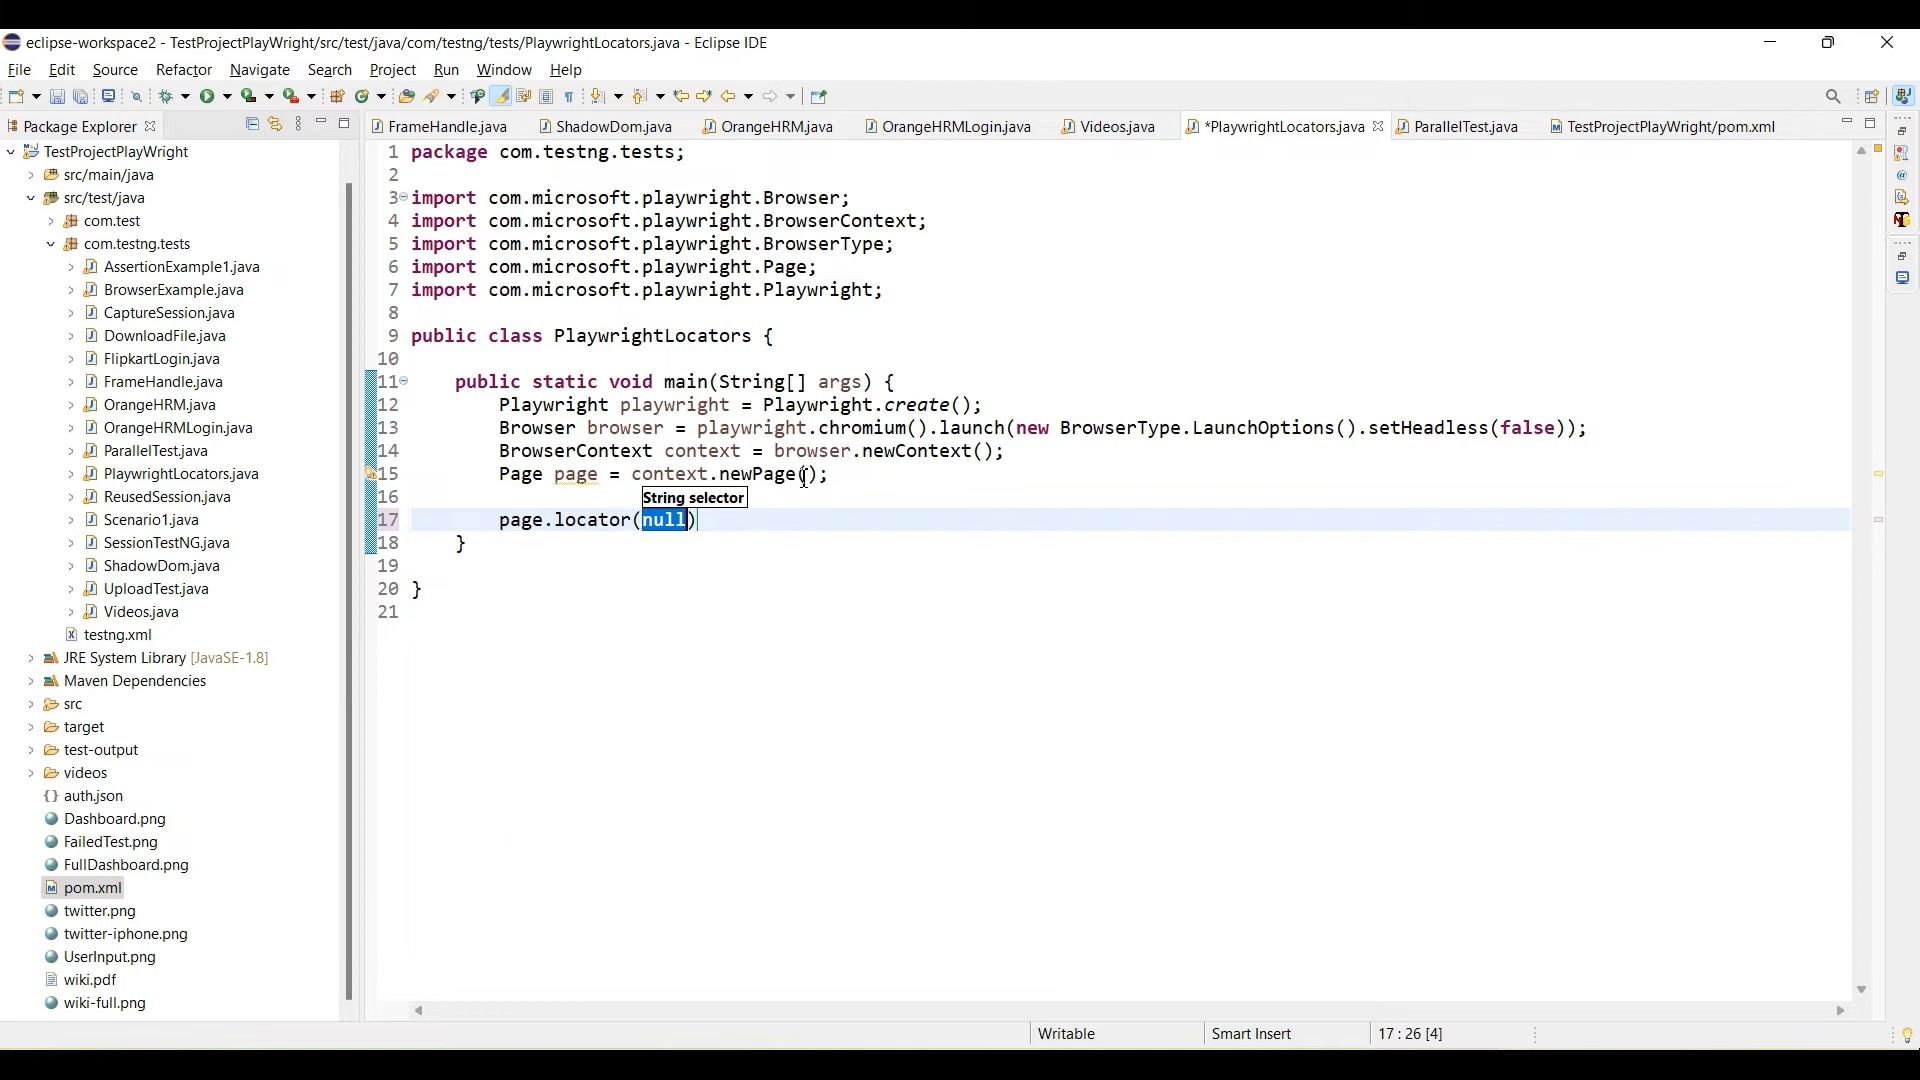 eclipse-workspace2 - TestProjectPlayWright/src/test/java/com/testng/tests/PlaywrightLocators.java - Eclipse IDE
File Edit Source Refactor Navigate Search Project Run Window Help
Package Explorer
FrameHandle.java ShadowDom.java OrangeHRM.java OrangeHRMLogin.java Videos.java *PlaywrightLocators.java ParallelTest.java TestProjectPlayWright/pom.xml
TestProjectPlayWright
src/main/java
src/test/java
com.test
com.testng.tests
AssertionExample1.java
BrowserExample.java
CaptureSession.java
DownloadFile.java
FlipkartLogin.java
FrameHandle.java
OrangeHRM.java
OrangeHRMLogin.java
ParallelTest.java
PlaywrightLocators.java
ReusedSession.java
Scenario1.java
SessionTestNG.java
ShadowDom.java
UploadTest.java
Videos.java
testng.xml
JRE System Library [JavaSE-1.8]
Maven Dependencies
src
target
test-output
videos
auth.json
Dashboard.png
FailedTest.png
FullDashboard.png
pom.xml
twitter.png
twitter-iphone.png
UserInput.png
wiki.pdf
wiki-full.png
1 package com.testng.tests;
2
3 import com.microsoft.playwright.Browser;
4 import com.microsoft.playwright.BrowserContext;
5 import com.microsoft.playwright.BrowserType;
6 import com.microsoft.playwright.Page;
7 import com.microsoft.playwright.Playwright;
8
9 public class PlaywrightLocators {
10
11 public static void main(String[] args) {
12 Playwright playwright = Playwright.create();
13 Browser browser = playwright.chromium().launch(new BrowserType.LaunchOptions().setHeadless(false));
14 BrowserContext context = browser.newContext();
15 Page page = context.newPage();
16
String selector
17 page.locator(null)
18 }
19
20 }
21
Writable Smart Insert 17 : 26 [4]